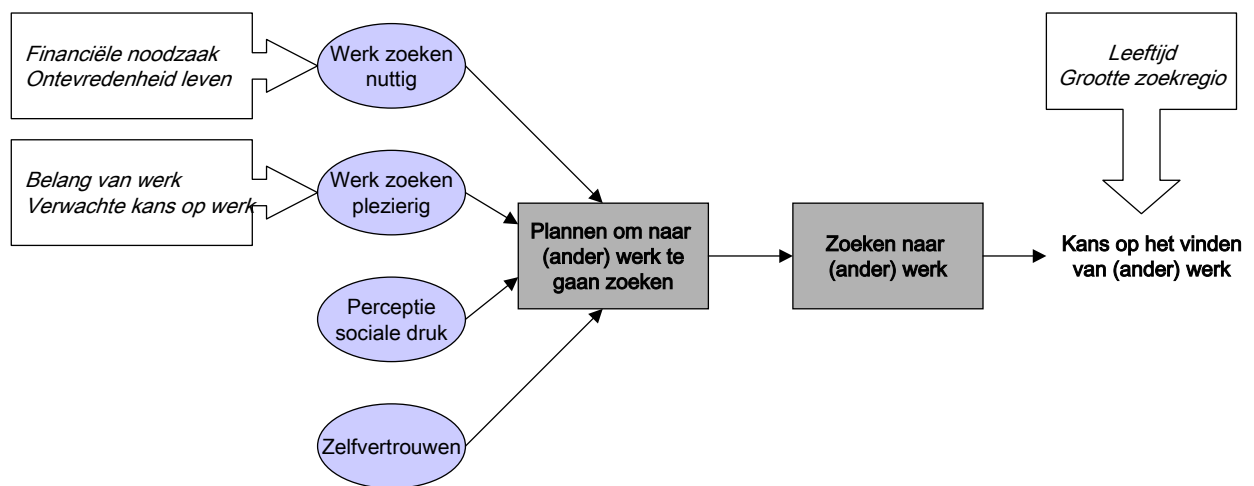 Financiële noodzaak
Ontevredenheid leven
Werk zoeken
nuttig
Leeftijd
Grootte zoekregio
Belang van werk
Verwachte kans op werk
Werk zoeken
plezierig
Plannen om naar
(ander) werk te
gaan zoeken
Zoeken naar
(ander) werk
Kans op het vinden
van (ander) werk
Perceptie
sociale druk
Zelfvertrouwen